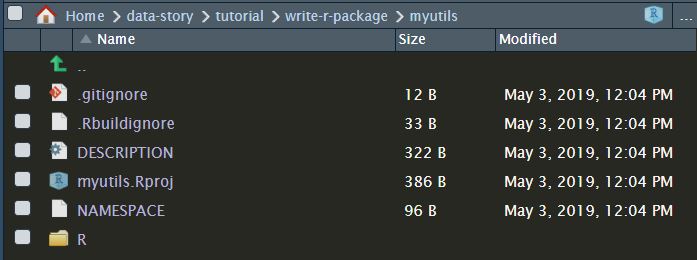 Home data-story tutorial write-r-package myutils ...
Name Size Modified
..
.gitignore 12 B May 3, 2019, 12:04 PM
.Rbuildignore 33 B May 3, 2019, 12:04 PM
DESCRIPTION 322 B May 3, 2019, 12:04 PM
myutils.Rproj 386 B May 3, 2019, 12:04 PM
NAMESPACE 96 B May 3, 2019, 12:04 PM
R